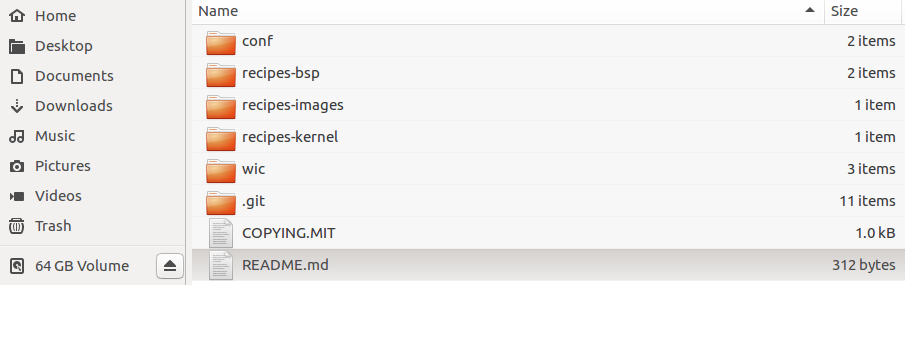 Name Size
Home
Desktop
Documents
Downloads
Music
Pictures
Videos
Trash
64 GB Volume
conf 2 items
recipes-bsp 2 items
recipes-images 1 item
recipes-kernel 1 item
wic 3 items
.git 11 items
COPYING.MIT 1.0 kB
README.md 312 bytes